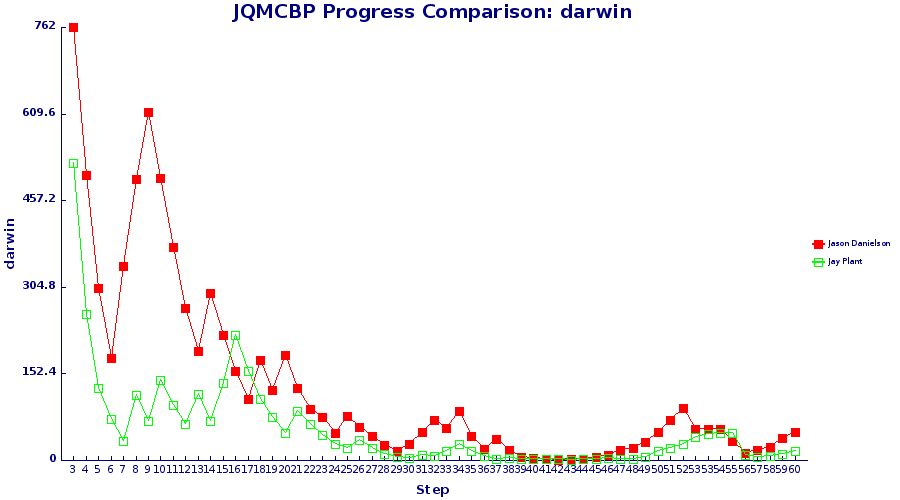 JQMCBP Progress Comparison: darwin
762
609.6
457.2
304.8
152.4
0
darwin
3 4 5 6 7 8 9 10 11 12 13 14 15 16 17 18 19 20 21 22 23 24 25 26 27 28 29 30 31 32 33 34 35 36 37 38 39 40 41 42 43 44 45 46 47 48 49 50 51 52 53 54 55 56 57 58 59 60
Step
Jason Danielson
Jay Plant